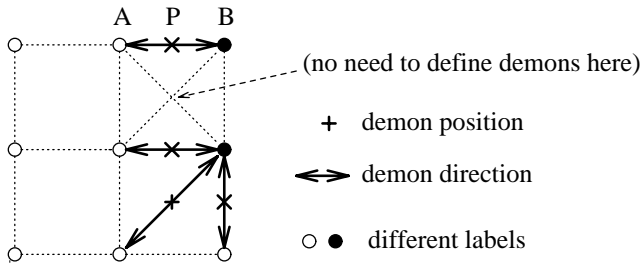 A P B
(no need to define demons here)
demon position
demon direction
different labels